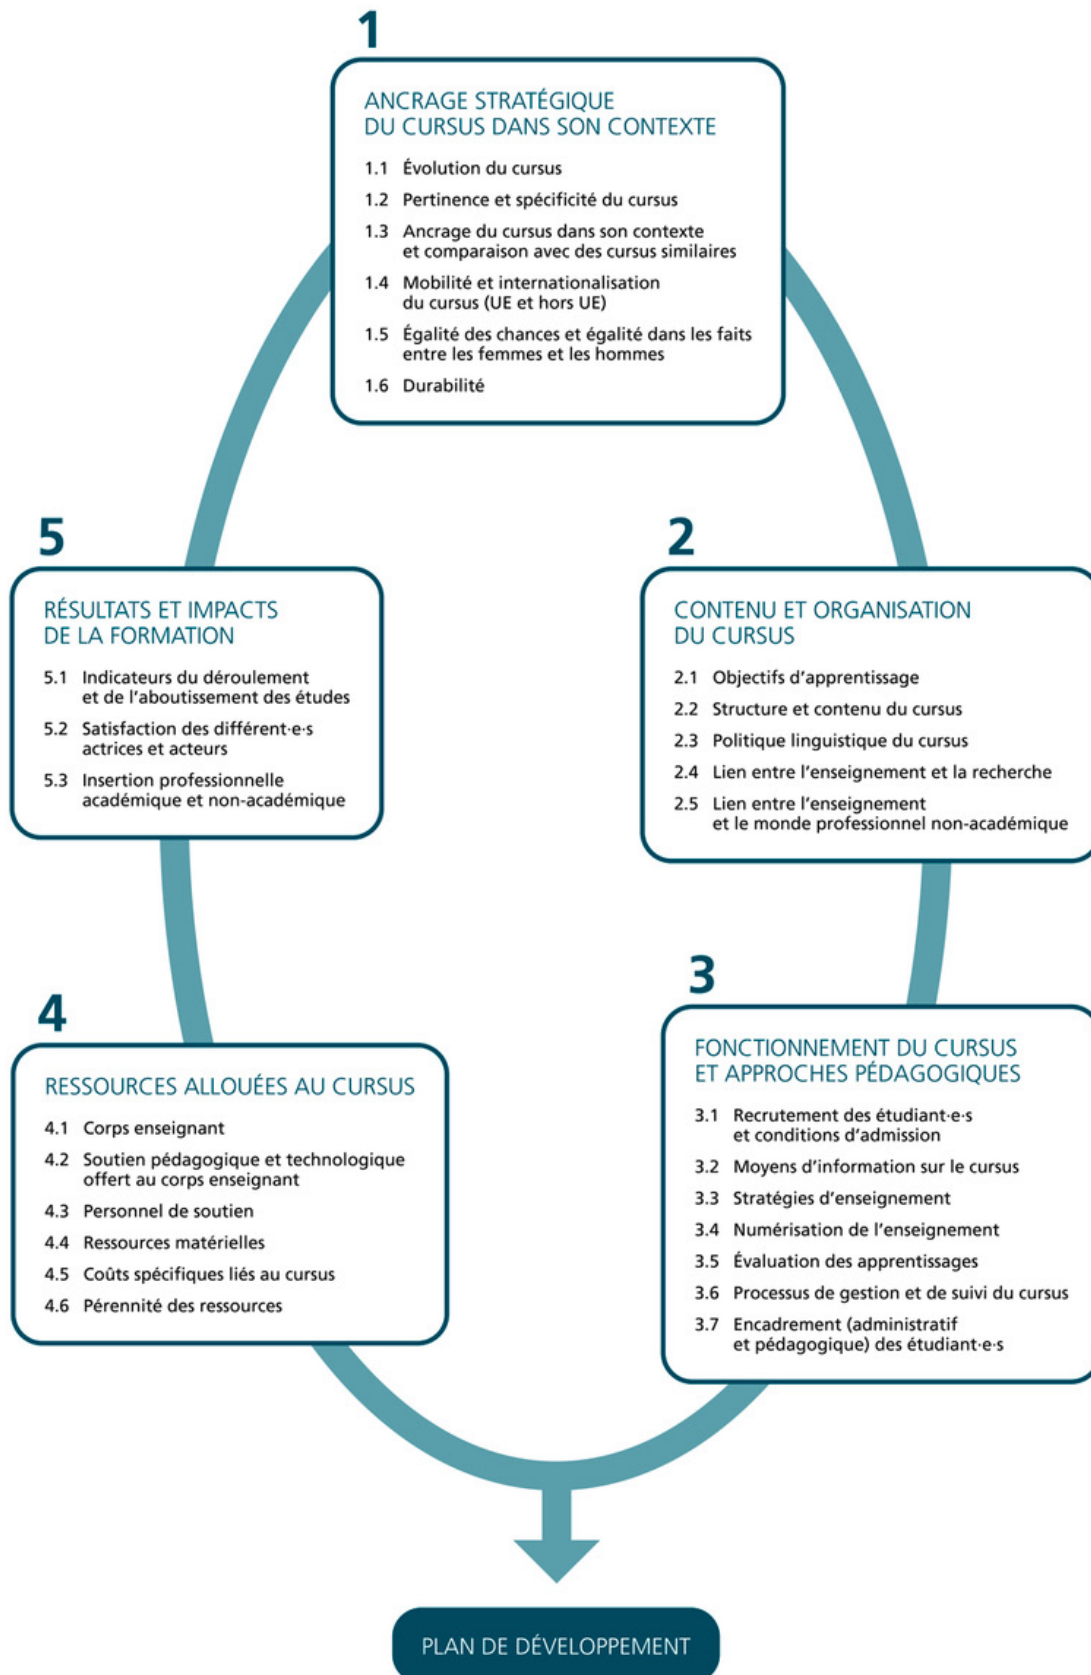 1
ANCRAGE STRATÉGIQUE
DU CURSUS DANS SON CONTEXTE
1.1 Évolution du cursus
1.2 Pertinence et spécificité du cursus
1.3 Ancrage du cursus dans son contexte
et comparaison avec des cursus similaires
1.4 Mobilité et internationalisation
du cursus (UE et hors UE)
1.5 Égalité des chances et égalité dans les faits
entre les femmes et les hommes
1.6 Durabilité
2
CONTENU ET ORGANISATION
DU CURSUS
2.1 Objectifs d'apprentissage
2.2 Structure et contenu du cursus
2.3 Politique linguistique du cursus
2.4 Lien entre l'enseignement et la recherche
2.5 Lien entre l'enseignement
et le monde professionnel non-académique
3
FONCTIONNEMENT DU CURSUS
ET APPROCHES PÉDAGOGIQUES
3.1 Recrutement des étudiant·e·s
et conditions d'admission
3.2 Moyens d'information sur le cursus
3.3 Stratégies d'enseignement
3.4 Numérisation de l'enseignement
3.5 Évaluation des apprentissages
3.6 Processus de gestion et de suivi du cursus
3.7 Encadrement (administratif
et pédagogique) des étudiant·e·s
4
RESSOURCES ALLOUÉES AU CURSUS
4.1 Corps enseignant
4.2 Soutien pédagogique et technologique
offert au corps enseignant
4.3 Personnel de soutien
4.4 Ressources matérielles
4.5 Coûts spécifiques liés au cursus
4.6 Pérennité des ressources
5
RÉSULTATS ET IMPACTS
DE LA FORMATION
5.1 Indicateurs du déroulement
et de l'aboutissement des études
5.2 Satisfaction des différent·e·s
actrices et acteurs
5.3 Insertion professionnelle
académique et non-académique
PLAN DE DÉVELOPPEMENT